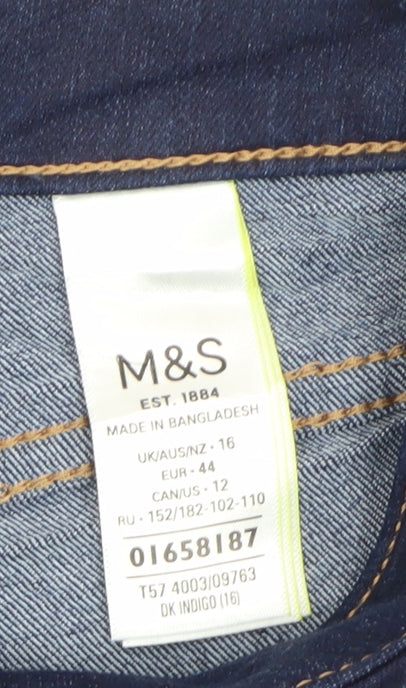 M&S
EST. 1884
MADE IN BANGLADESH
UK/AUS/NZ • 16
EUR • 44
CAN/US • 12
RU • 152/182-102-110
01658187
T57 4003/09763
DK INDIGO (16)